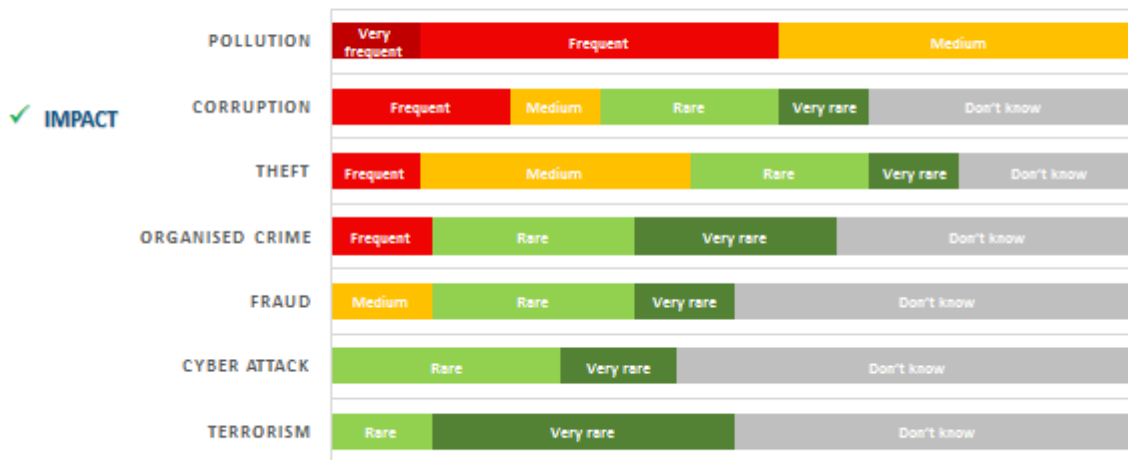 POLLUTION Very frequent Frequent Medium
✓ IMPACT
CORRUPTION Frequent Medium Rare Very rare Don't know
THEFT Frequent Medium Rare Very rare Don't know
ORGANISED CRIME Frequent Rare Very rare Don't know
FRAUD Medium Rare Very rare Don't know
CYBER ATTACK Rare Very rare Don't know
TERRORISM Rare Very rare Don't know